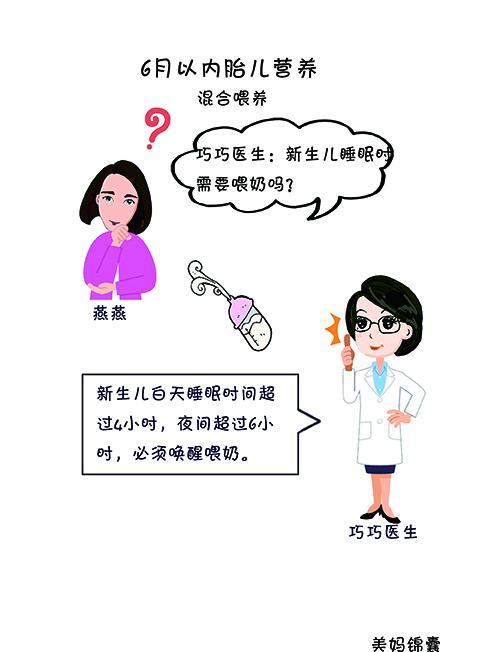 6月以内胎儿营养
混合喂养
?
巧巧医生：新生儿睡眠时
需要喂奶吗？
燕燕
新生儿白天睡眠时间超
过4小时，夜间超过6小
时，必须唤醒喂奶。
巧巧医生
美妈锦囊